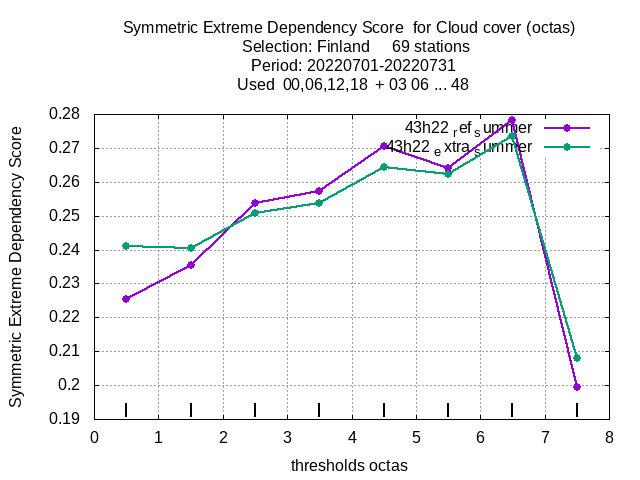 Symmetric Extreme Dependency Score  for Cloud cover (octas)
Selection: Finland     69 stations
Period: 20220701-20220731
Used  00,06,12,18  + 03 06 ... 48
Symmetric Extreme Dependency Score
0.28
0.27
0.26
0.25
0.24
0.23
0.22
0.21
0.2
0.19
43h22 ref summer
43h22 extra summer
0 1 2 3 4 5 6 7 8
thresholds octas